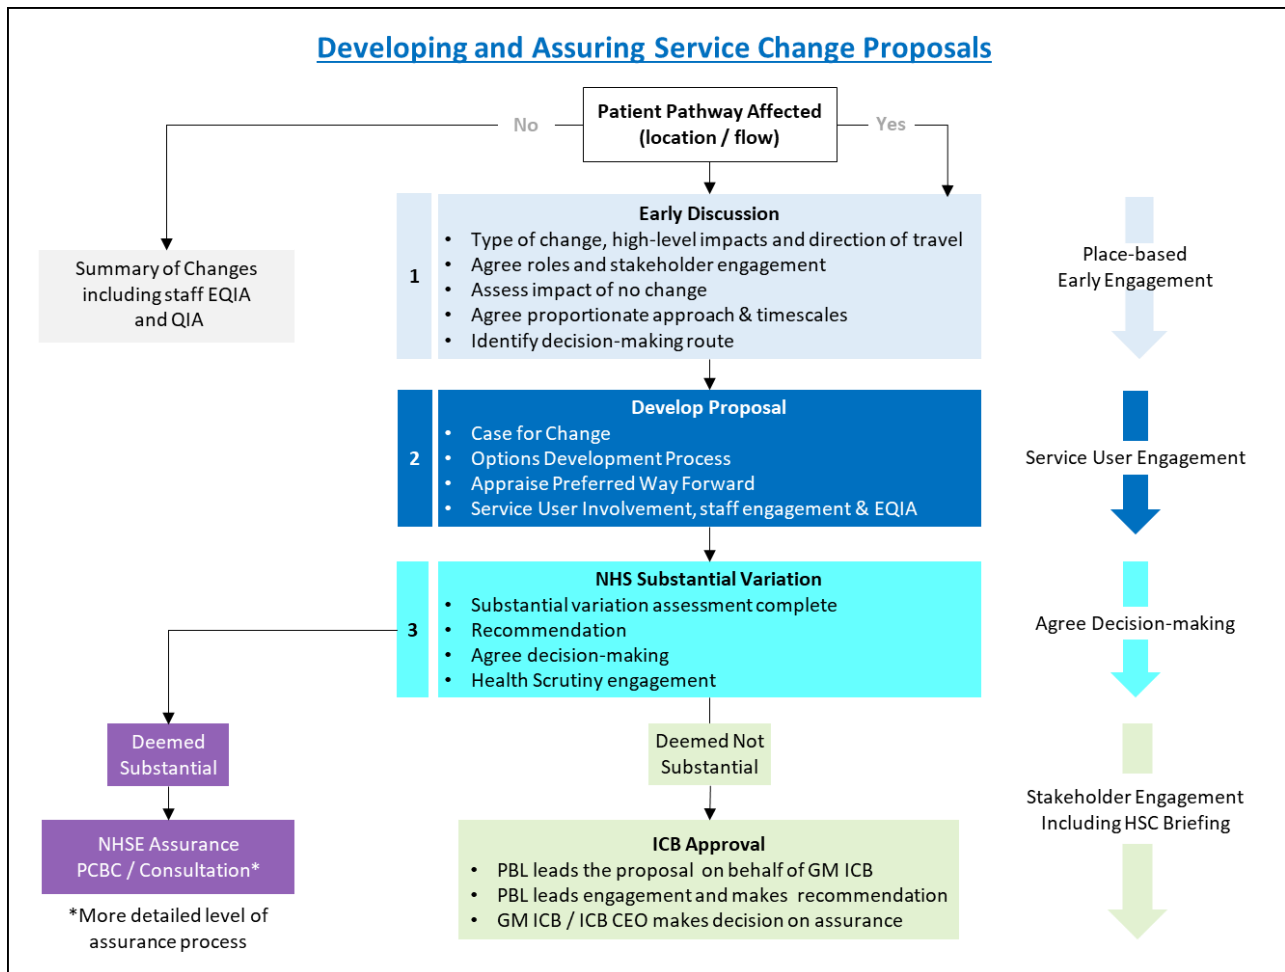 Developing and Assuring Service Change Proposals
No
Patient Pathway Affected
(location / flow)
Yes
Summary of Changes
including staff EQIA
and QIA
1
Early Discussion
• Type of change, high-level impacts and direction of travel
• Agree roles and stakeholder engagement
• Assess impact of no change
• Agree proportionate approach & timescales
• Identify decision-making route
Place-based
Early Engagement
2
Develop Proposal
• Case for Change
• Options Development Process
• Appraise Preferred Way Forward
• Service User Involvement, staff engagement & EQIA
Service User Engagement
3
NHS Substantial Variation
• Substantial variation assessment complete
• Recommendation
• Agree decision-making
• Health Scrutiny engagement
Agree Decision-making
Deemed
Substantial
Deemed Not
Substantial
Stakeholder Engagement
Including HSC Briefing
NHSE Assurance
PCBC / Consultation*
*More detailed level of
assurance process
ICB Approval
• PBL leads the proposal on behalf of GM ICB
• PBL leads engagement and makes recommendation
• GM ICB / ICB CEO makes decision on assurance